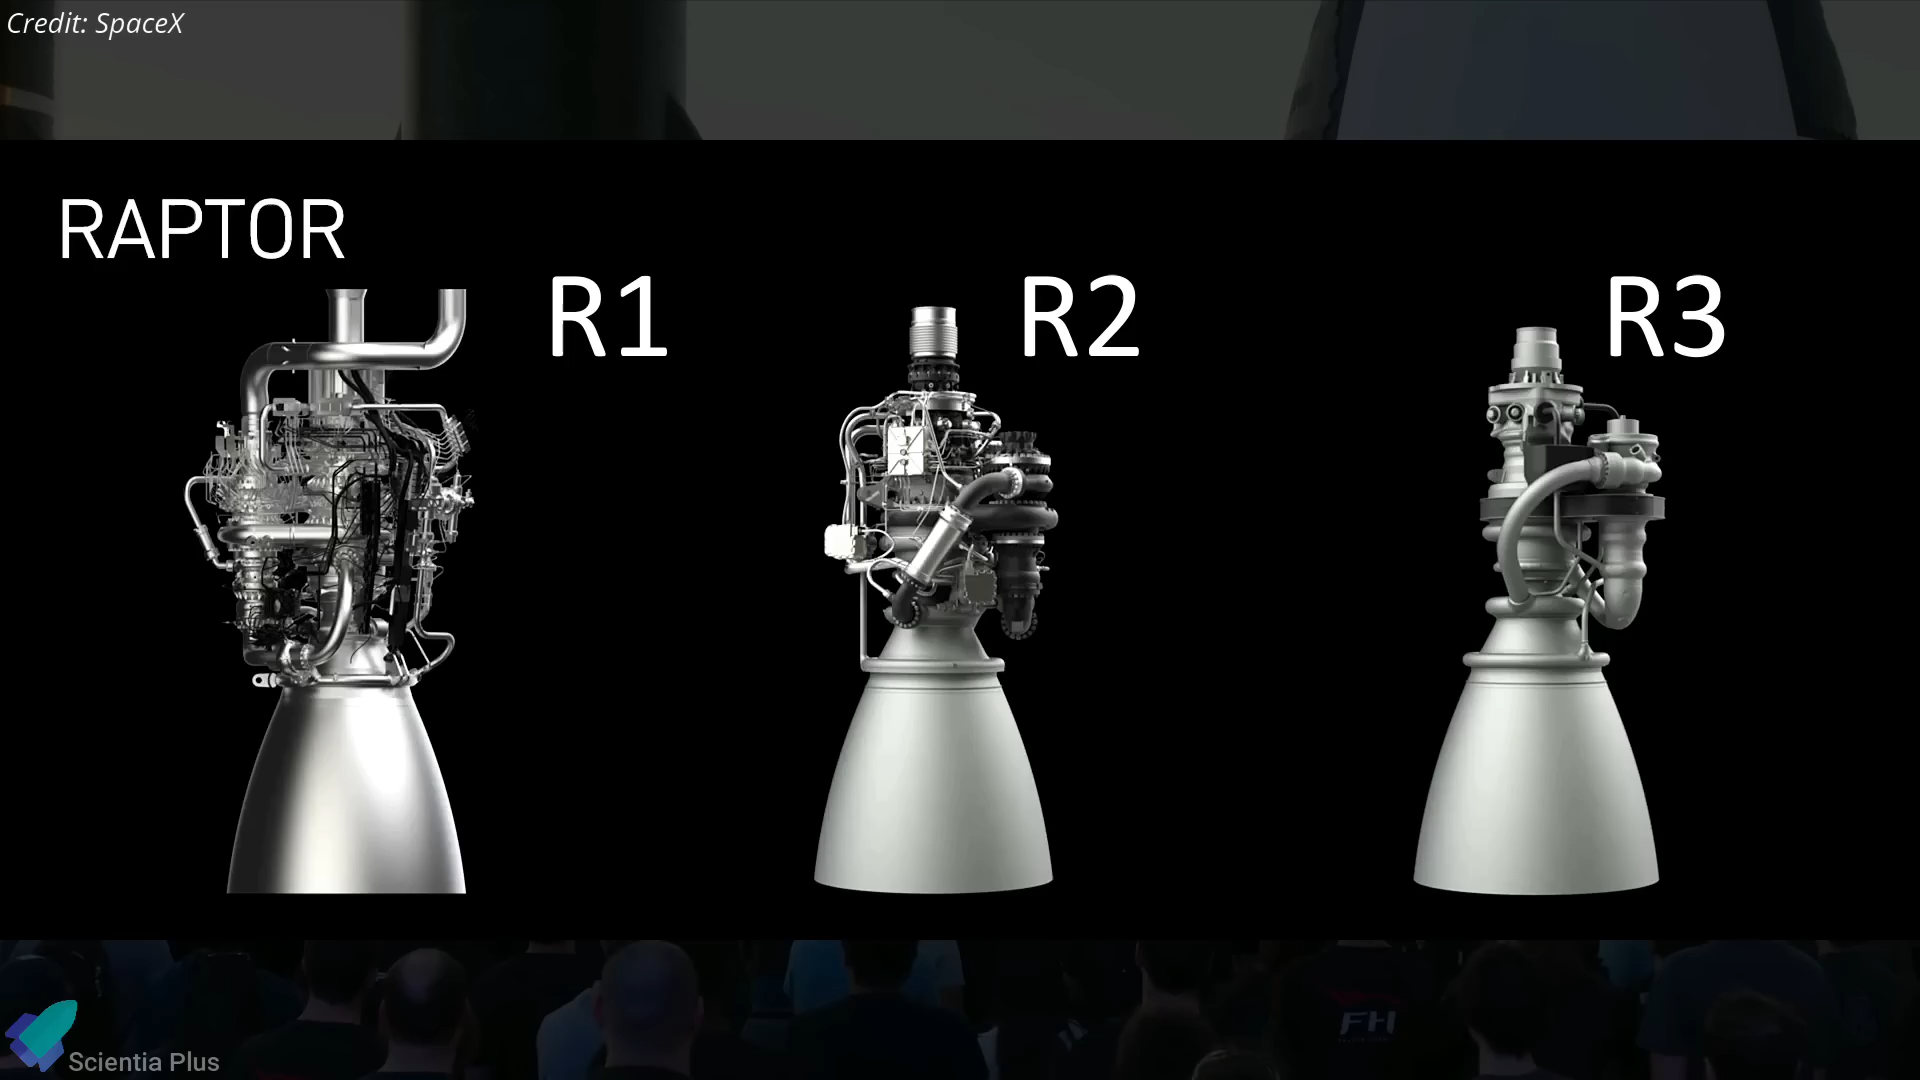 Credit: SpaceX
RAPTOR
R1
R2
R3
FH
Scientia Plus